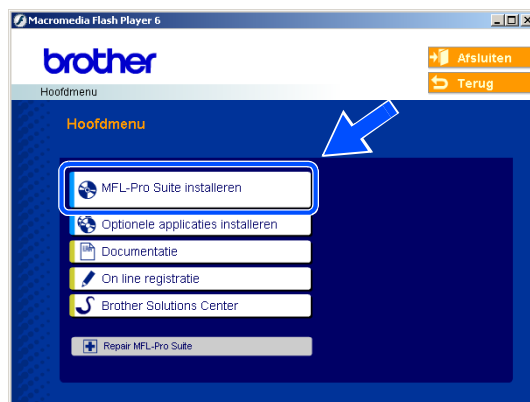 Macromedia Flash Player 6
brother
Afsluiten
Terug
Hoofdmenu
Hoofdmenu
MFL-Pro Suite installeren
Optionele applicaties installeren
Documentatie
On line registratie
Brother Solutions Center
Repair MFL-Pro Suite